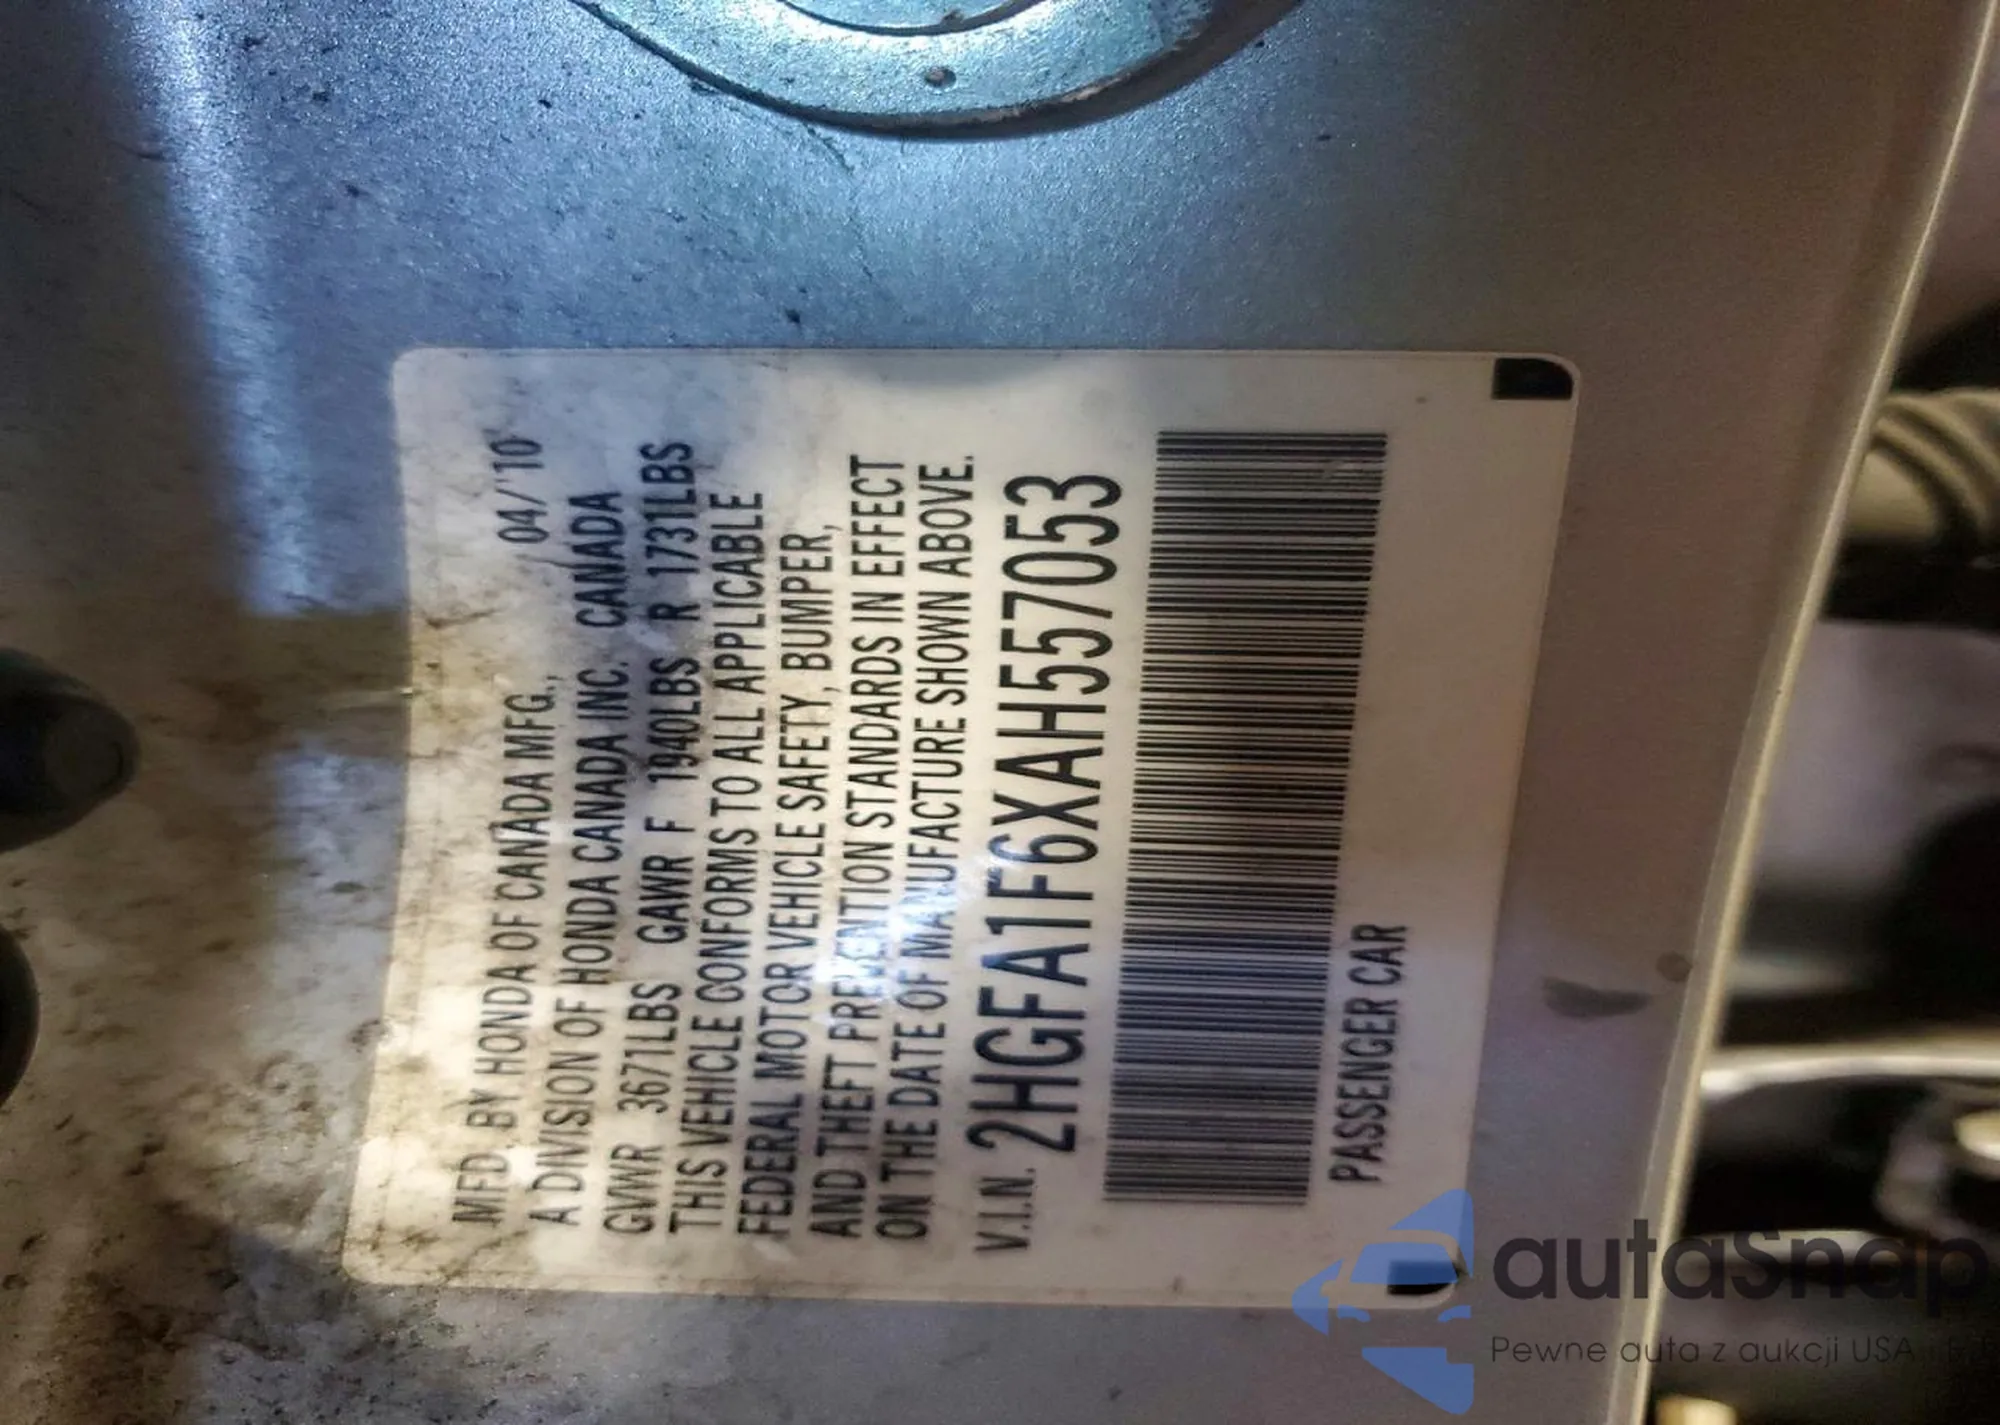 MFD. BY HONDA OF CANADA MFG., 04/'10
A DIVISION OF HONDA CANADA INC. CANADA
GVWR 3671LBS GAWR F 1940LBS R 1731LBS
THIS VEHICLE CONFORMS TO ALL APPLICABLE
FEDERAL MOTOR VEHICLE SAFETY, BUMPER,
AND THEFT PREVENTION STANDARDS IN EFFECT
ON THE DATE OF MANUFACTURE SHOWN ABOVE.
V.I.N. 2HGFA1F6XAH557053
PASSENGER CAR
autaSnap
Pewne auta z aukcji USA